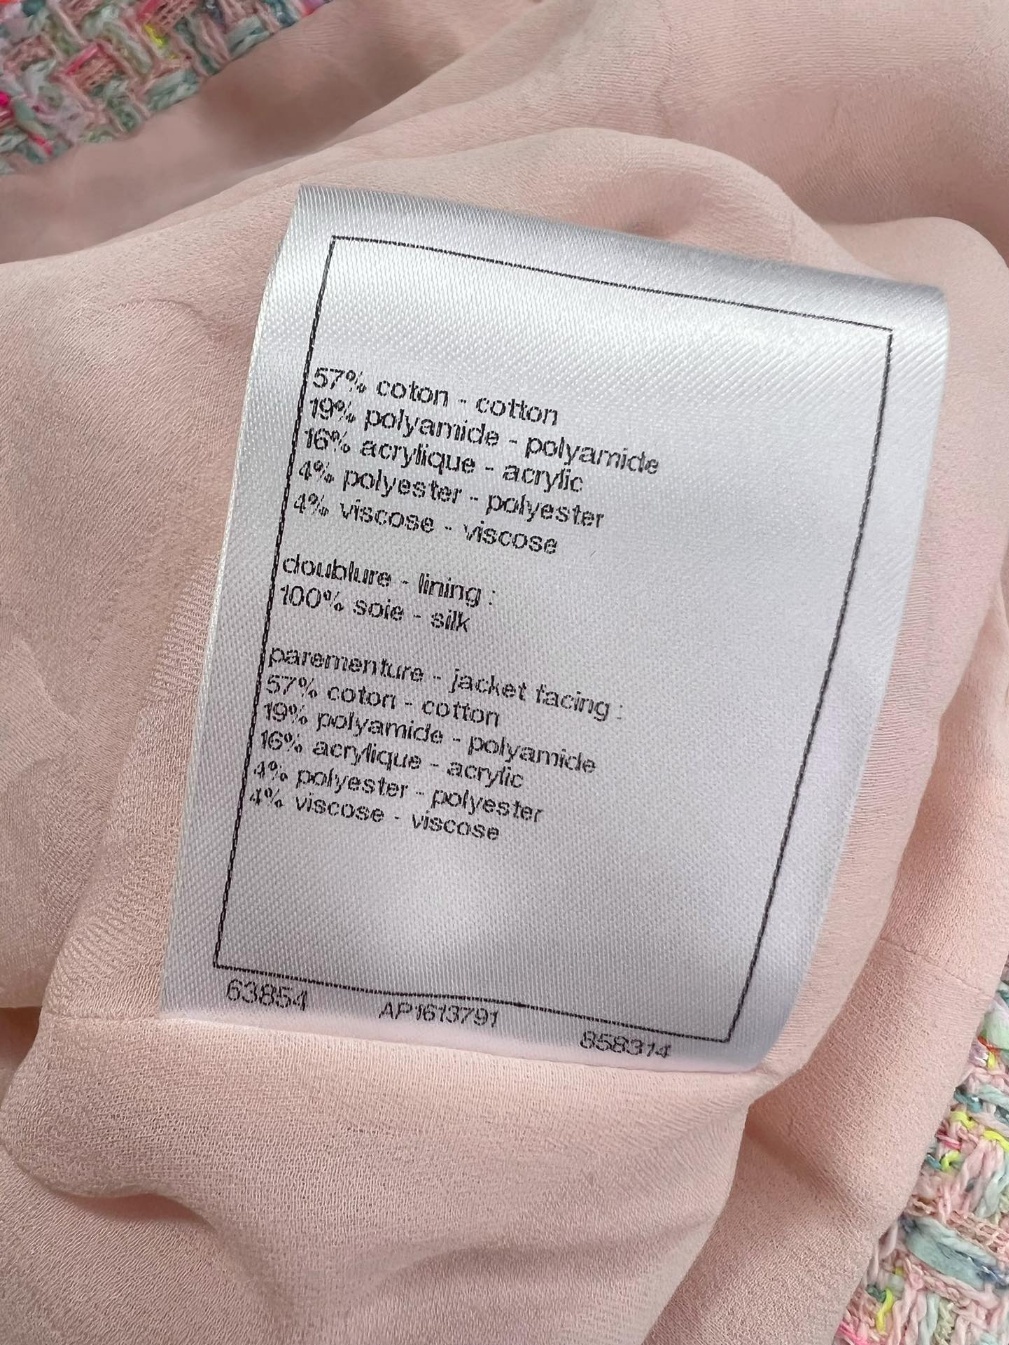 57% coton - cotton
19% polyamide - polyamide
16% acrylique - acrylic
4% polyester - polyester
4% viscose - viscose
doublure - lining :
100% soie - silk
parementure - jacket facing :
57% coton - cotton
19% polyamide - polyamide
16% acrylique - acrylic
4% polyester - polyester
4% viscose - viscose
63854 AP1613791 858314